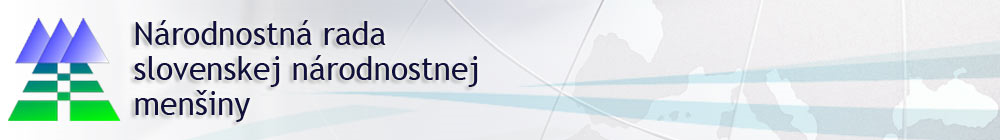 Národnostná rada
slovenskej národnostnej
menšiny